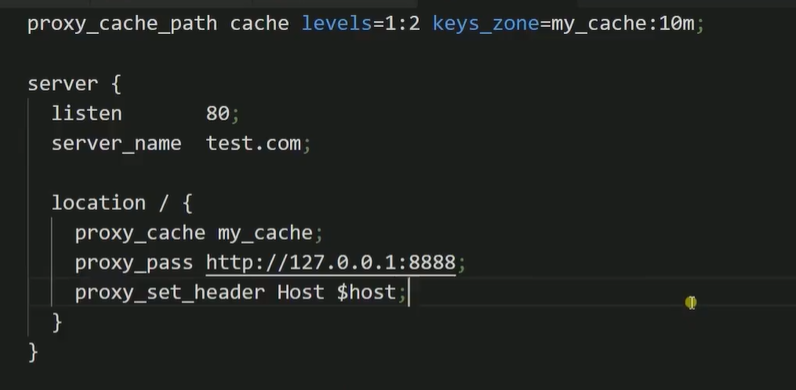 proxy_cache_path cache levels=1:2 keys_zone=my_cache:10m;
server {
listen 80;
server_name test.com;
location / {
proxy_cache my_cache;
proxy_pass http://127.0.0.1:8888;
proxy_set_header Host $host;
}
}